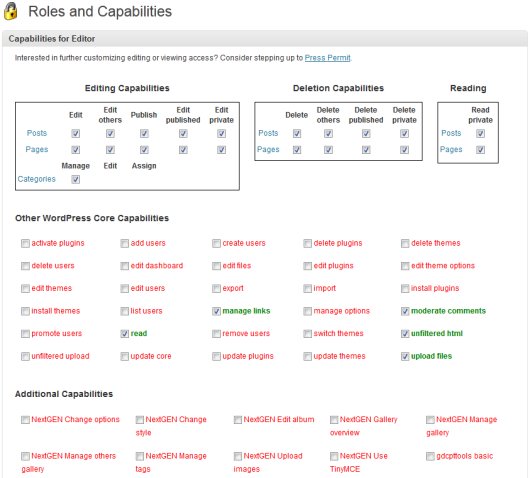 Roles and Capabilities
Capabilities for Editor
Interested in further customizing editing or viewing access? Consider stepping up to Press Permit.
Editing Capabilities Deletion Capabilities Reading
Edit Edit others Publish Edit published Edit private Delete Delete others Delete published Delete private Read private
Posts Posts Posts
Pages Pages Pages
Manage Edit Assign
Categories
Other WordPress Core Capabilities
activate plugins add users create users delete plugins delete themes
delete users edit dashboard edit files edit plugins edit theme options
edit themes edit users export import install plugins
install themes list users manage links manage options moderate comments
promote users read remove users switch themes unfiltered html
unfiltered upload update core update plugins update themes upload files
Additional Capabilities
NextGEN Change options NextGEN Change style NextGEN Edit album NextGEN Gallery overview NextGEN Manage gallery
NextGEN Manage others gallery NextGEN Manage tags NextGEN Upload images NextGEN Use TinyMCE gdcpttools basic